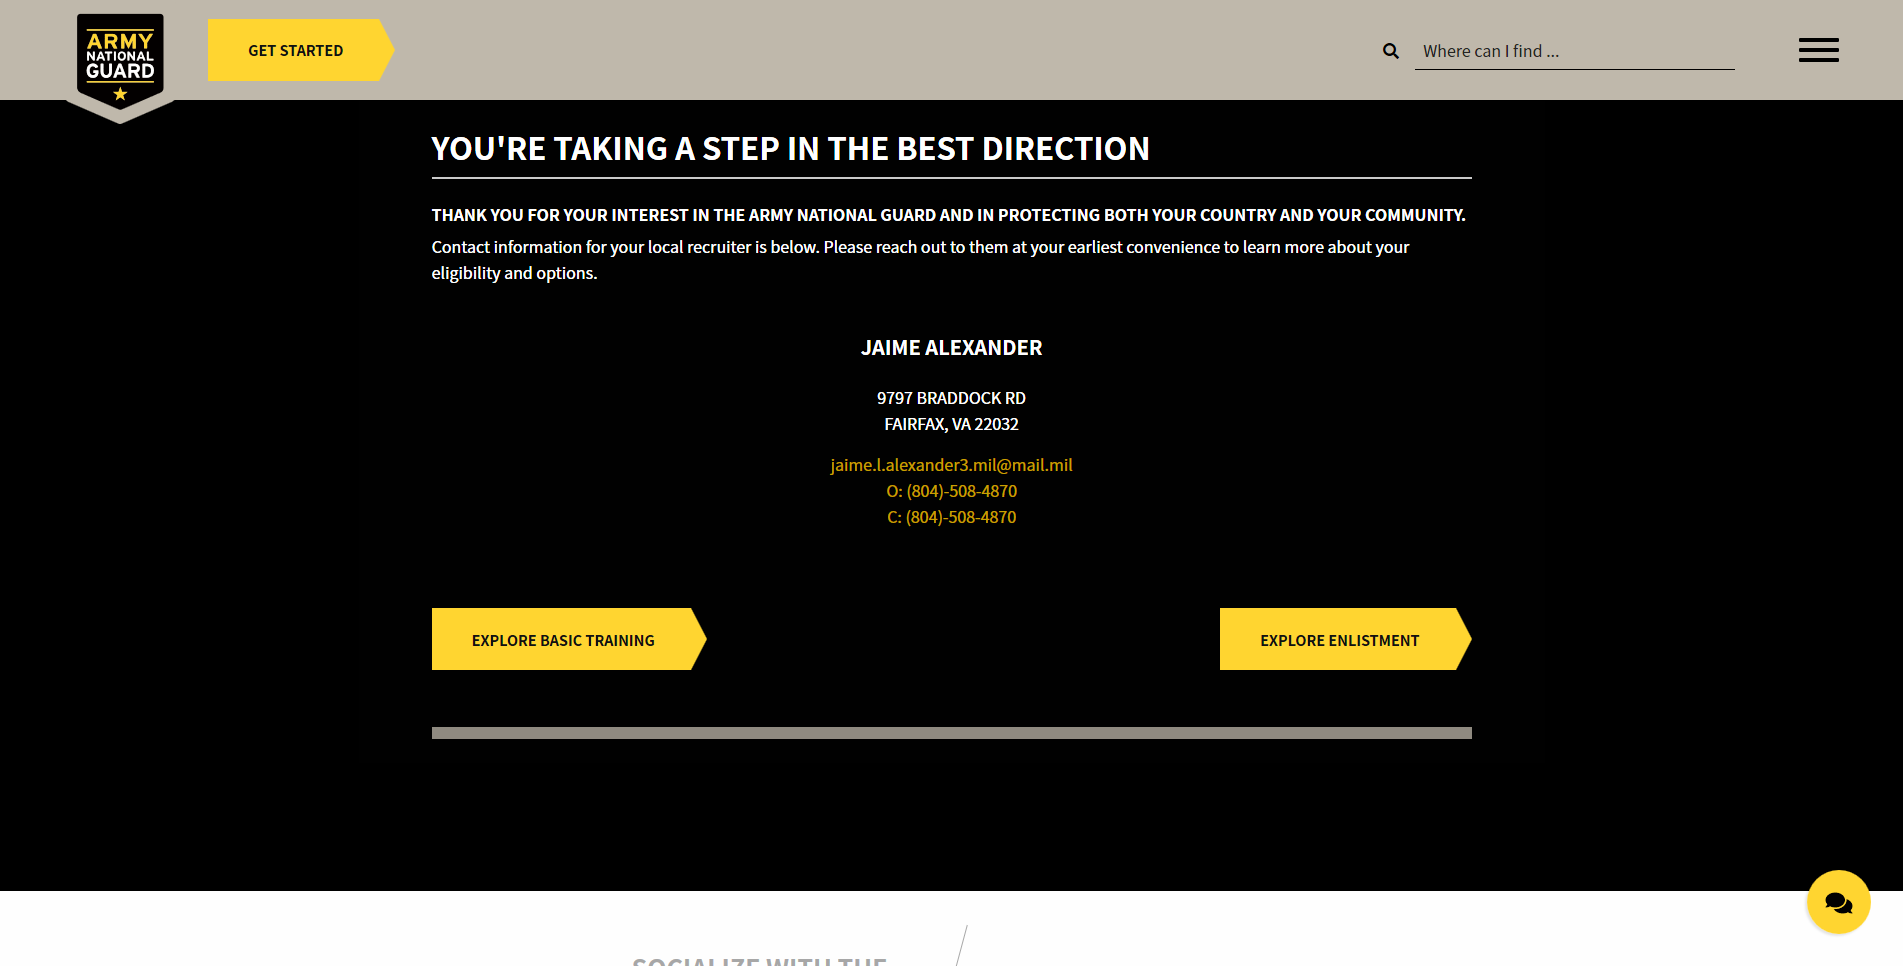 ARMY
NATIONAL
GUARD
GET STARTED
Where can I find ...
YOU'RE TAKING A STEP IN THE BEST DIRECTION
THANK YOU FOR YOUR INTEREST IN THE ARMY NATIONAL GUARD AND IN PROTECTING BOTH YOUR COUNTRY AND YOUR COMMUNITY.
Contact information for your local recruiter is below. Please reach out to them at your earliest convenience to learn more about your
eligibility and options.
JAIME ALEXANDER
9797 BRADDOCK RD
FAIRFAX, VA 22032
jaime.l.alexander3.mil@mail.mil
O: (804)-508-4870
C: (804)-508-4870
EXPLORE BASIC TRAINING
EXPLORE ENLISTMENT
SOCIALIZE WITH THE